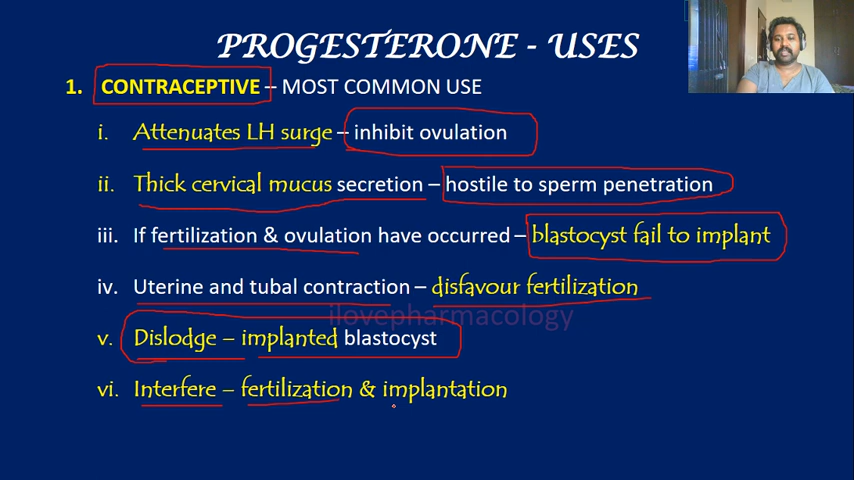 PROGESTERONE - USES
1. CONTRACEPTIVE – MOST COMMON USE
i. Attenuates LH surge – inhibit ovulation
ii. Thick cervical mucus secretion – hostile to sperm penetration
iii. If fertilization & ovulation have occurred – blastocyst fail to implant
iv. Uterine and tubal contraction – disfavour fertilization
ilovepharmacology
v. Dislodge – implanted blastocyst
vi. Interfere – fertilization & implantation